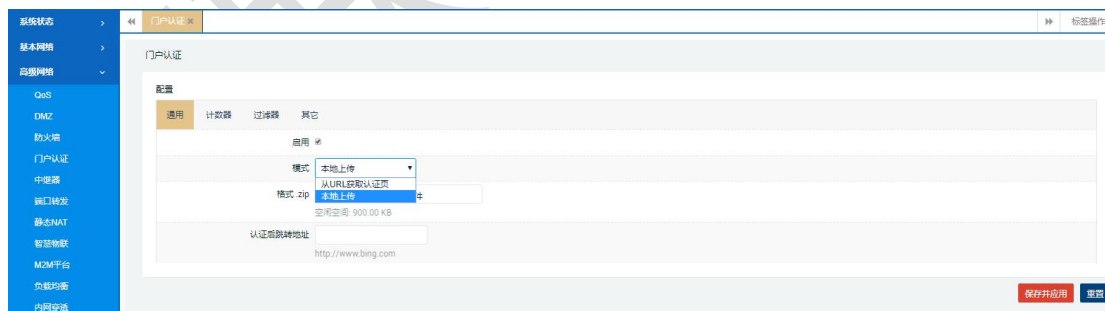 系统状态
门户认证
标签操作
基本网络
门户认证
高级网络
配置
QoS
通用 计数器 过滤器 其它
DMZ
防火墙
启用
门户认证
模式 本地上传
中继器
从URL获取认证页
端口转发
格式 .zip 本地上传 件
静态NAT
空闲空间: 900.00 KB
智慧物联
认证后跳转地址
M2M平台
http://www.bing.com
负载均衡
保存并应用 重置
内网穿透